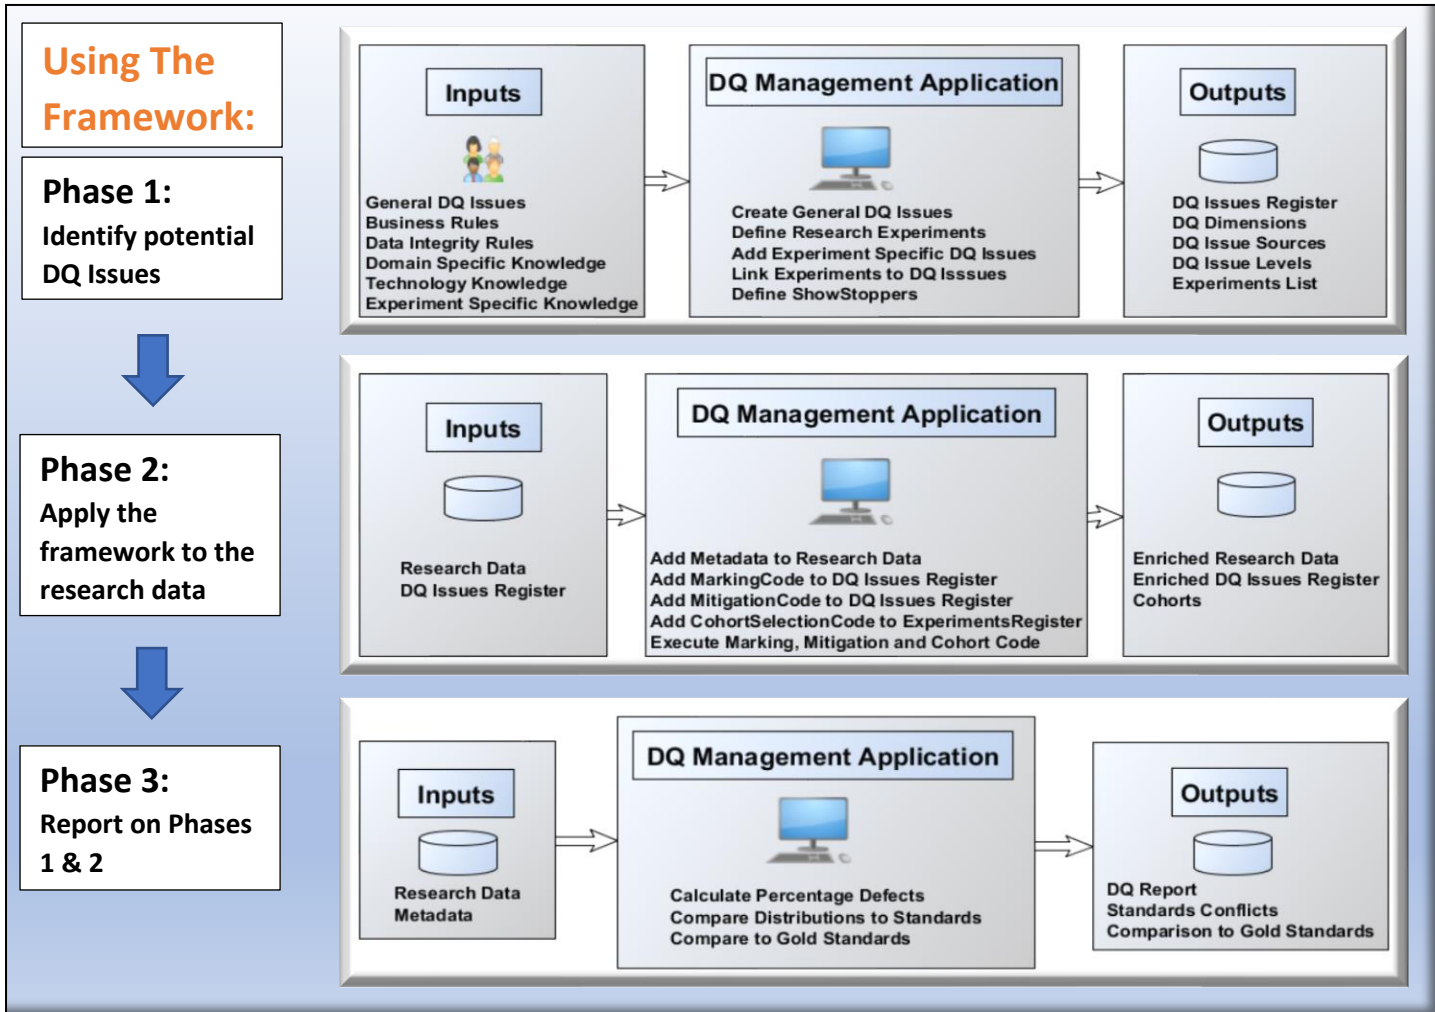 Using The
Framework:
Phase 1:
Identify potential
DQ Issues
Inputs
General DQ Issues
Business Rules
Data Integrity Rules
Domain Specific Knowledge
Technology Knowledge
Experiment Specific Knowledge
DQ Management Application
Create General DQ Issues
Define Research Experiments
Add Experiment Specific DQ Issues
Link Experiments to DQ Isssues
Define ShowStoppers
Outputs
DQ Issues Register
DQ Dimensions
DQ Issue Sources
DQ Issue Levels
Experiments List
Phase 2:
Apply the
framework to the
research data
Inputs
Research Data
DQ Issues Register
DQ Management Application
Add Metadata to Research Data
Add MarkingCode to DQ Issues Register
Add MitigationCode to DQ Issues Register
Add CohortSelectionCode to ExperimentsRegister
Execute Marking, Mitigation and Cohort Code
Outputs
Enriched Research Data
Enriched DQ Issues Register
Cohorts
Phase 3:
Report on Phases
1 & 2
Inputs
Research Data
Metadata
DQ Management Application
Calculate Percentage Defects
Compare Distributions to Standards
Compare to Gold Standards
Outputs
DQ Report
Standards Conflicts
Comparison to Gold Standards